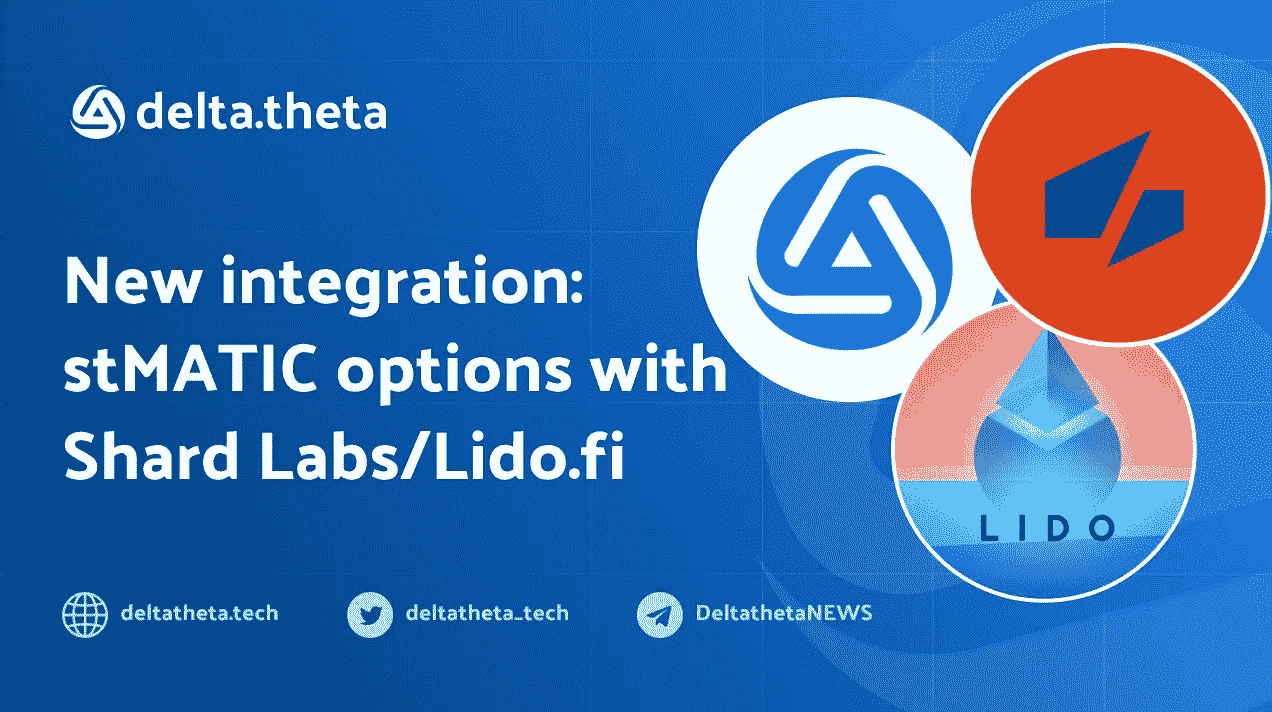 delta.theta
New integration:
stMATIC options with
Shard Labs/Lido.fi
LIDO
deltatheta.tech
deltatheta_tech
DeltathetaNEWS